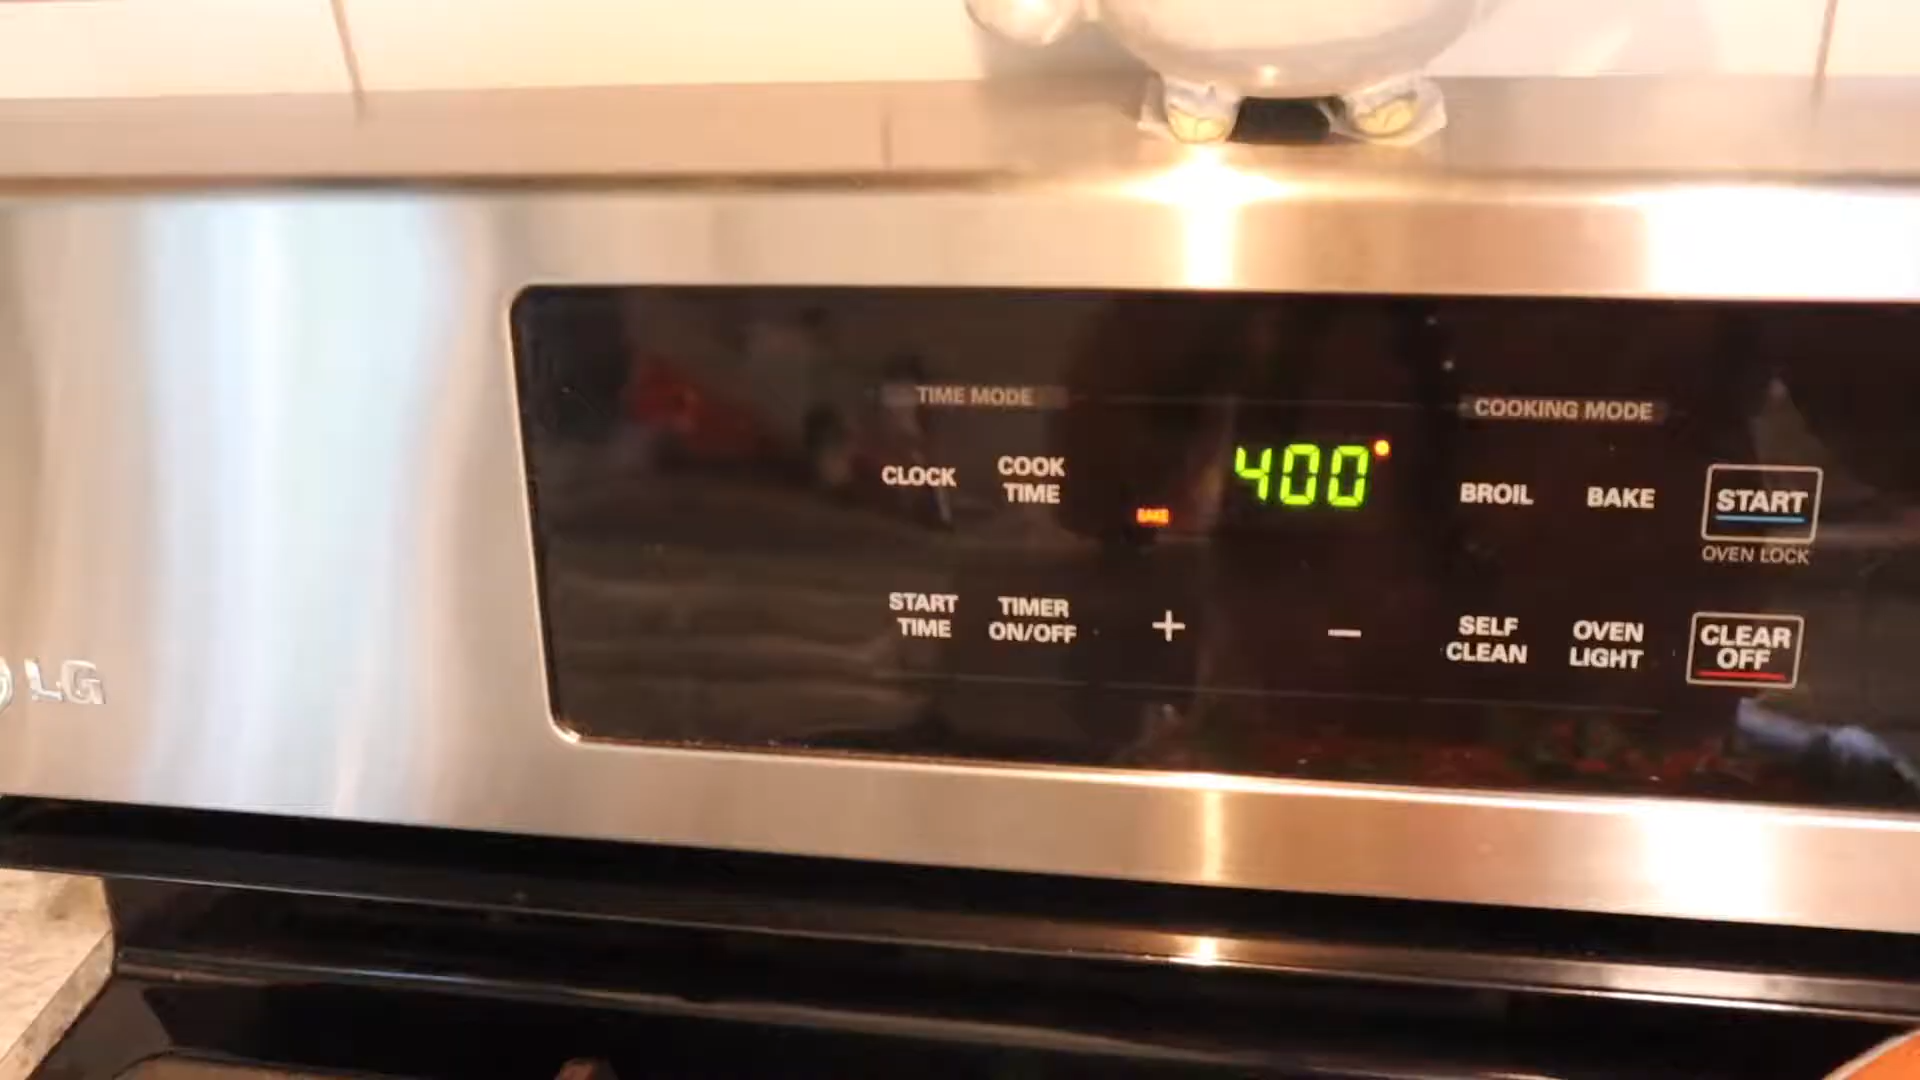 TIME MODE
COOKING MODE
CLOCK
COOK
TIME
BAKE
400
BROIL
BAKE
START
OVEN LOCK
START
TIME
TIMER
ON/OFF
+
−
SELF
CLEAN
OVEN
LIGHT
CLEAR
OFF
LG